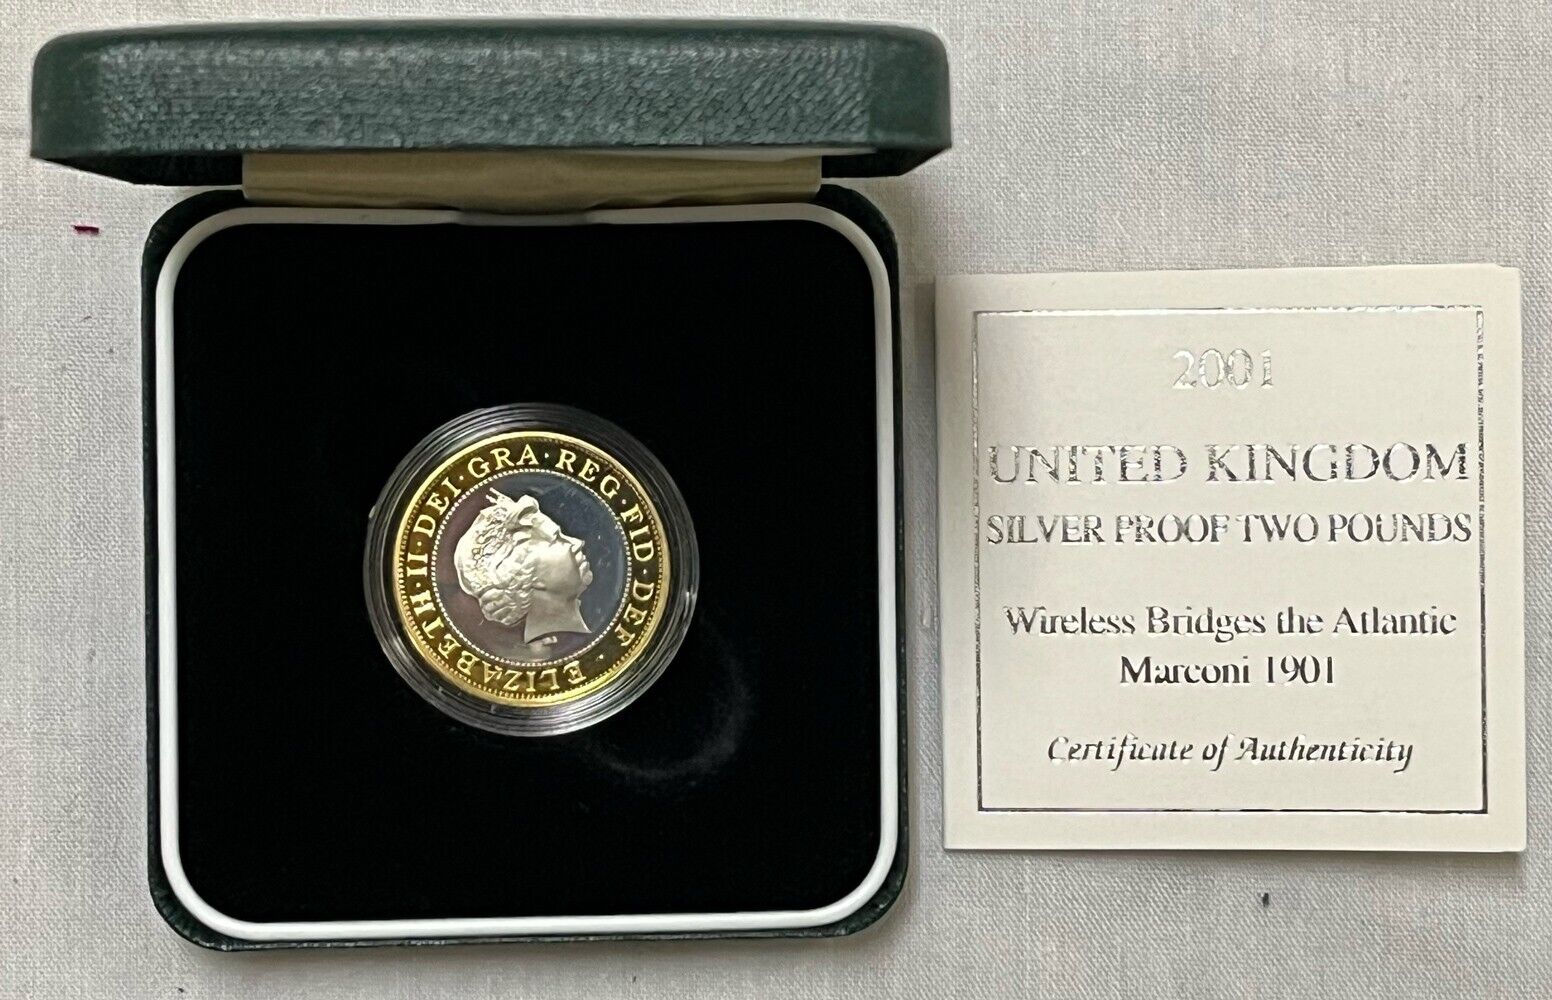 ELIZABETH·II·DEI·GRA·REG·FID·DEF·
2001
UNITED KINGDOM
SILVER PROOF TWO POUNDS
Wireless Bridges the Atlantic
Marconi 1901
Certificate of Authenticity